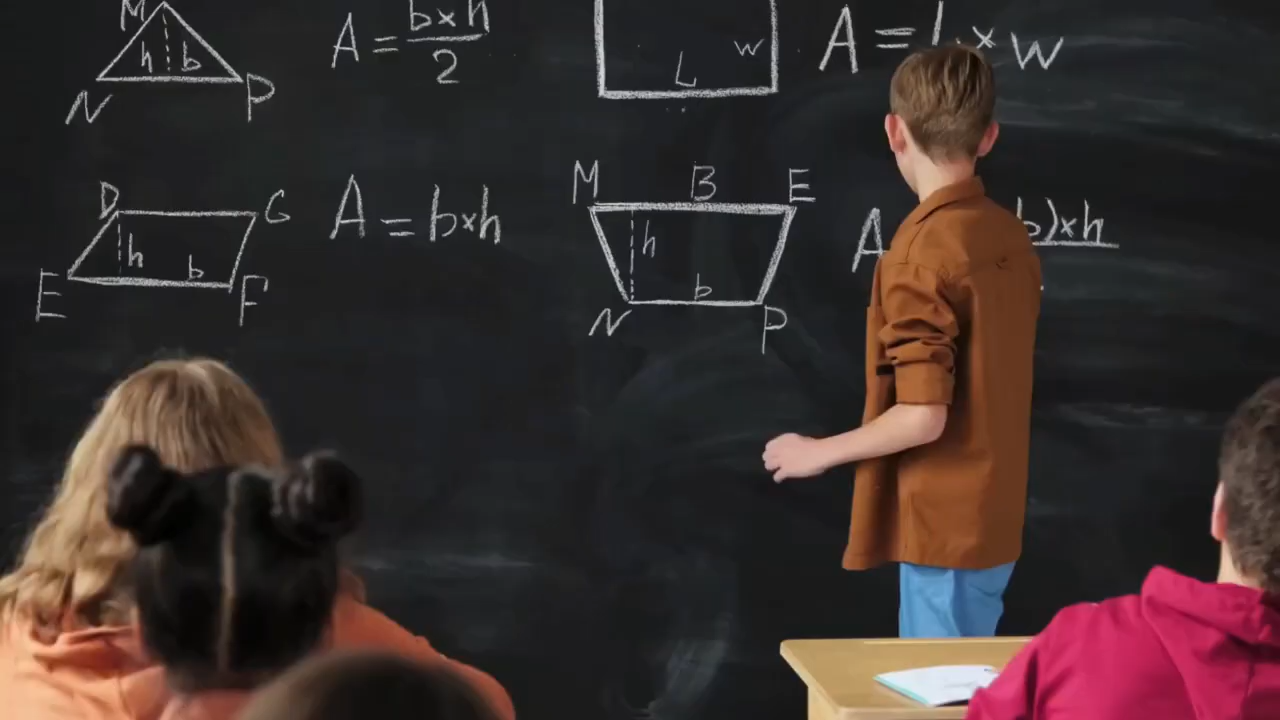 M
h b
N P
A = b x h
2
L w
A = L x w
D G
h b
E F
A = b x h
M B E
h
b
N P
A
b) x h